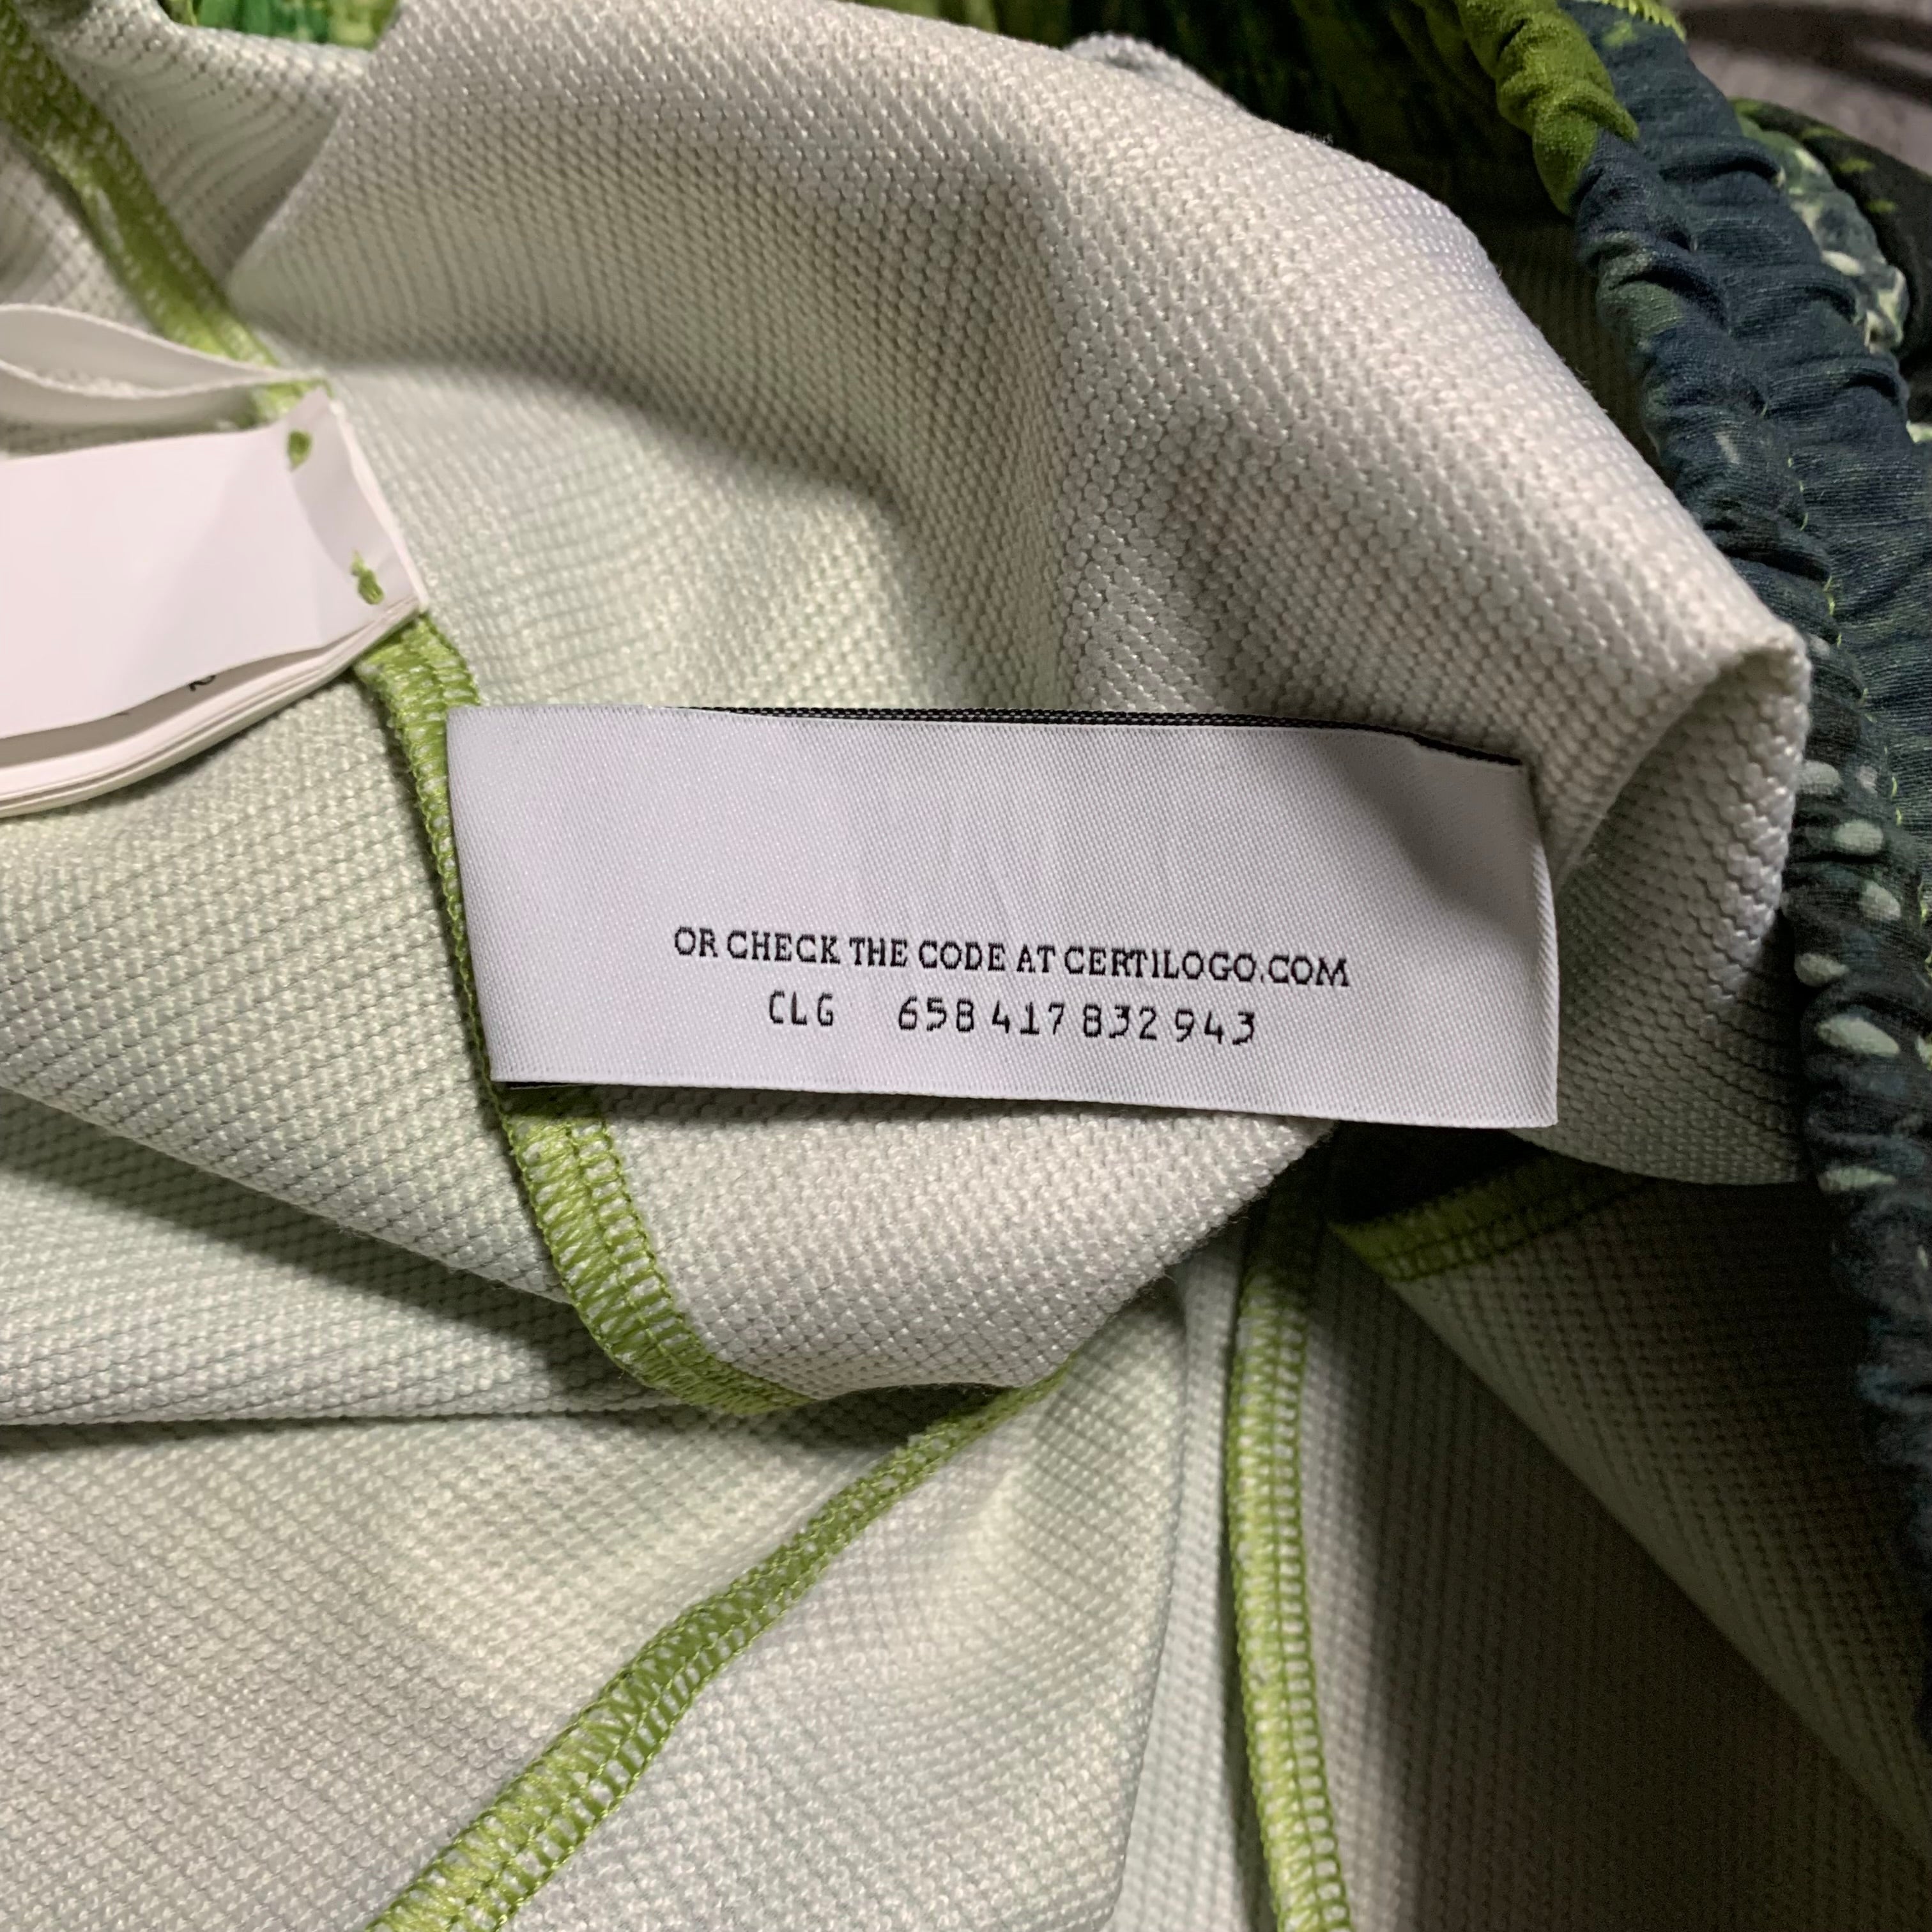 OR CHECK THE CODE AT CERTILOGO.COM
CLG 658 417 832 943